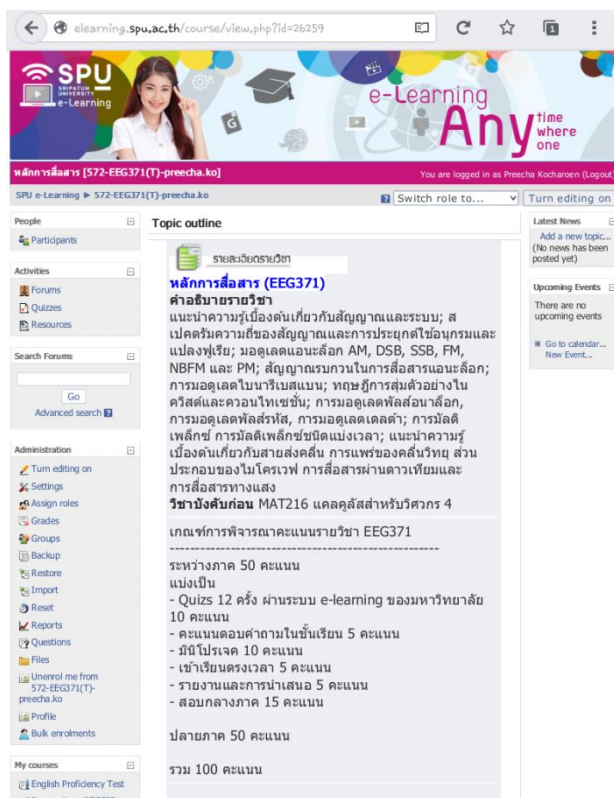 elearning.spu.ac.th/course/view.php?id=26259
1
SPU
SRIPATUM
UNIVERSITY
e-Learning
e-Learning
Any
time
where
one
หลักการสื่อสาร [572-EEG371(T)-preecha.ko]
You are logged in as Preecha Kocharoen (Logout)
SPU e-Learning ► 572-EEG371(T)-preecha.ko
Switch role to...
Turn editing on
People
Participants
Activities
Forums
Quizzes
Resources
Search Forums
Go
Advanced search
Administration
Turn editing on
Settings
Assign roles
Grades
Groups
Backup
Restore
Import
Reset
Reports
Questions
Files
Unenrol me from
572-EEG371(T)-
preecha.ko
Profile
Bulk enrolments
My courses
English Proficiency Test
Topic outline
รายละเอียดรายวิชา
หลักการสื่อสาร (EEG371)
คำอธิบายรายวิชา
แนะนำความรู้เบื้องต้นเกี่ยวกับสัญญาณและระบบ; ส
เปคตรัมความถี่ของสัญญาณและการประยุกต์ใช้อนุกรมและ
แปลงฟูเรีย; มอดูเลตแอนะล็อก AM, DSB, SSB, FM,
NBFM และ PM; สัญญาณรบกวนในการสื่อสารแอนะล็อก;
การมอดูเลตไบนารีเบสแบน; ทฤษฎีการสุ่มตัวอย่างไน
ควิสต์และควอนไทเซชั่น; การมอดูเลตพัลส์อนาล็อก,
การมอดูเลตพัลส์รหัส, การมอดูเลตเดลต้า; การมัลติ
เพล็กซ์ การมัลติเพล็กซ์ชนิดแบ่งเวลา; แนะนำความรู้
เบื้องต้นเกี่ยวกับสายส่งคลื่น การแพร่ของคลื่นวิทยุ ส่วน
ประกอบของไมโครเวฟ การสื่อสารผ่านดาวเทียมและ
การสื่อสารทางแสง
วิชาบังคับก่อน MAT216 แคลคูลัสสำหรับวิศวกร 4
เกณฑ์การพิจารณาคะแนนรายวิชา EEG371
------------------------------------------------------
ระหว่างภาค 50 คะแนน
แบ่งเป็น
- Quizs 12 ครั้ง ผ่านระบบ e-learning ของมหาวิทยาลัย
10 คะแนน
- คะแนนตอบคำถามในชั้นเรียน 5 คะแนน
- มินิโปรเจค 10 คะแนน
- เข้าเรียนตรงเวลา 5 คะแนน
- รายงานและการนำเสนอ 5 คะแนน
- สอบกลางภาค 15 คะแนน
ปลายภาค 50 คะแนน
รวม 100 คะแนน
Latest News
Add a new topic...
(No news has been
posted yet)
Upcoming Events
There are no
upcoming events
Go to calendar...
New Event...